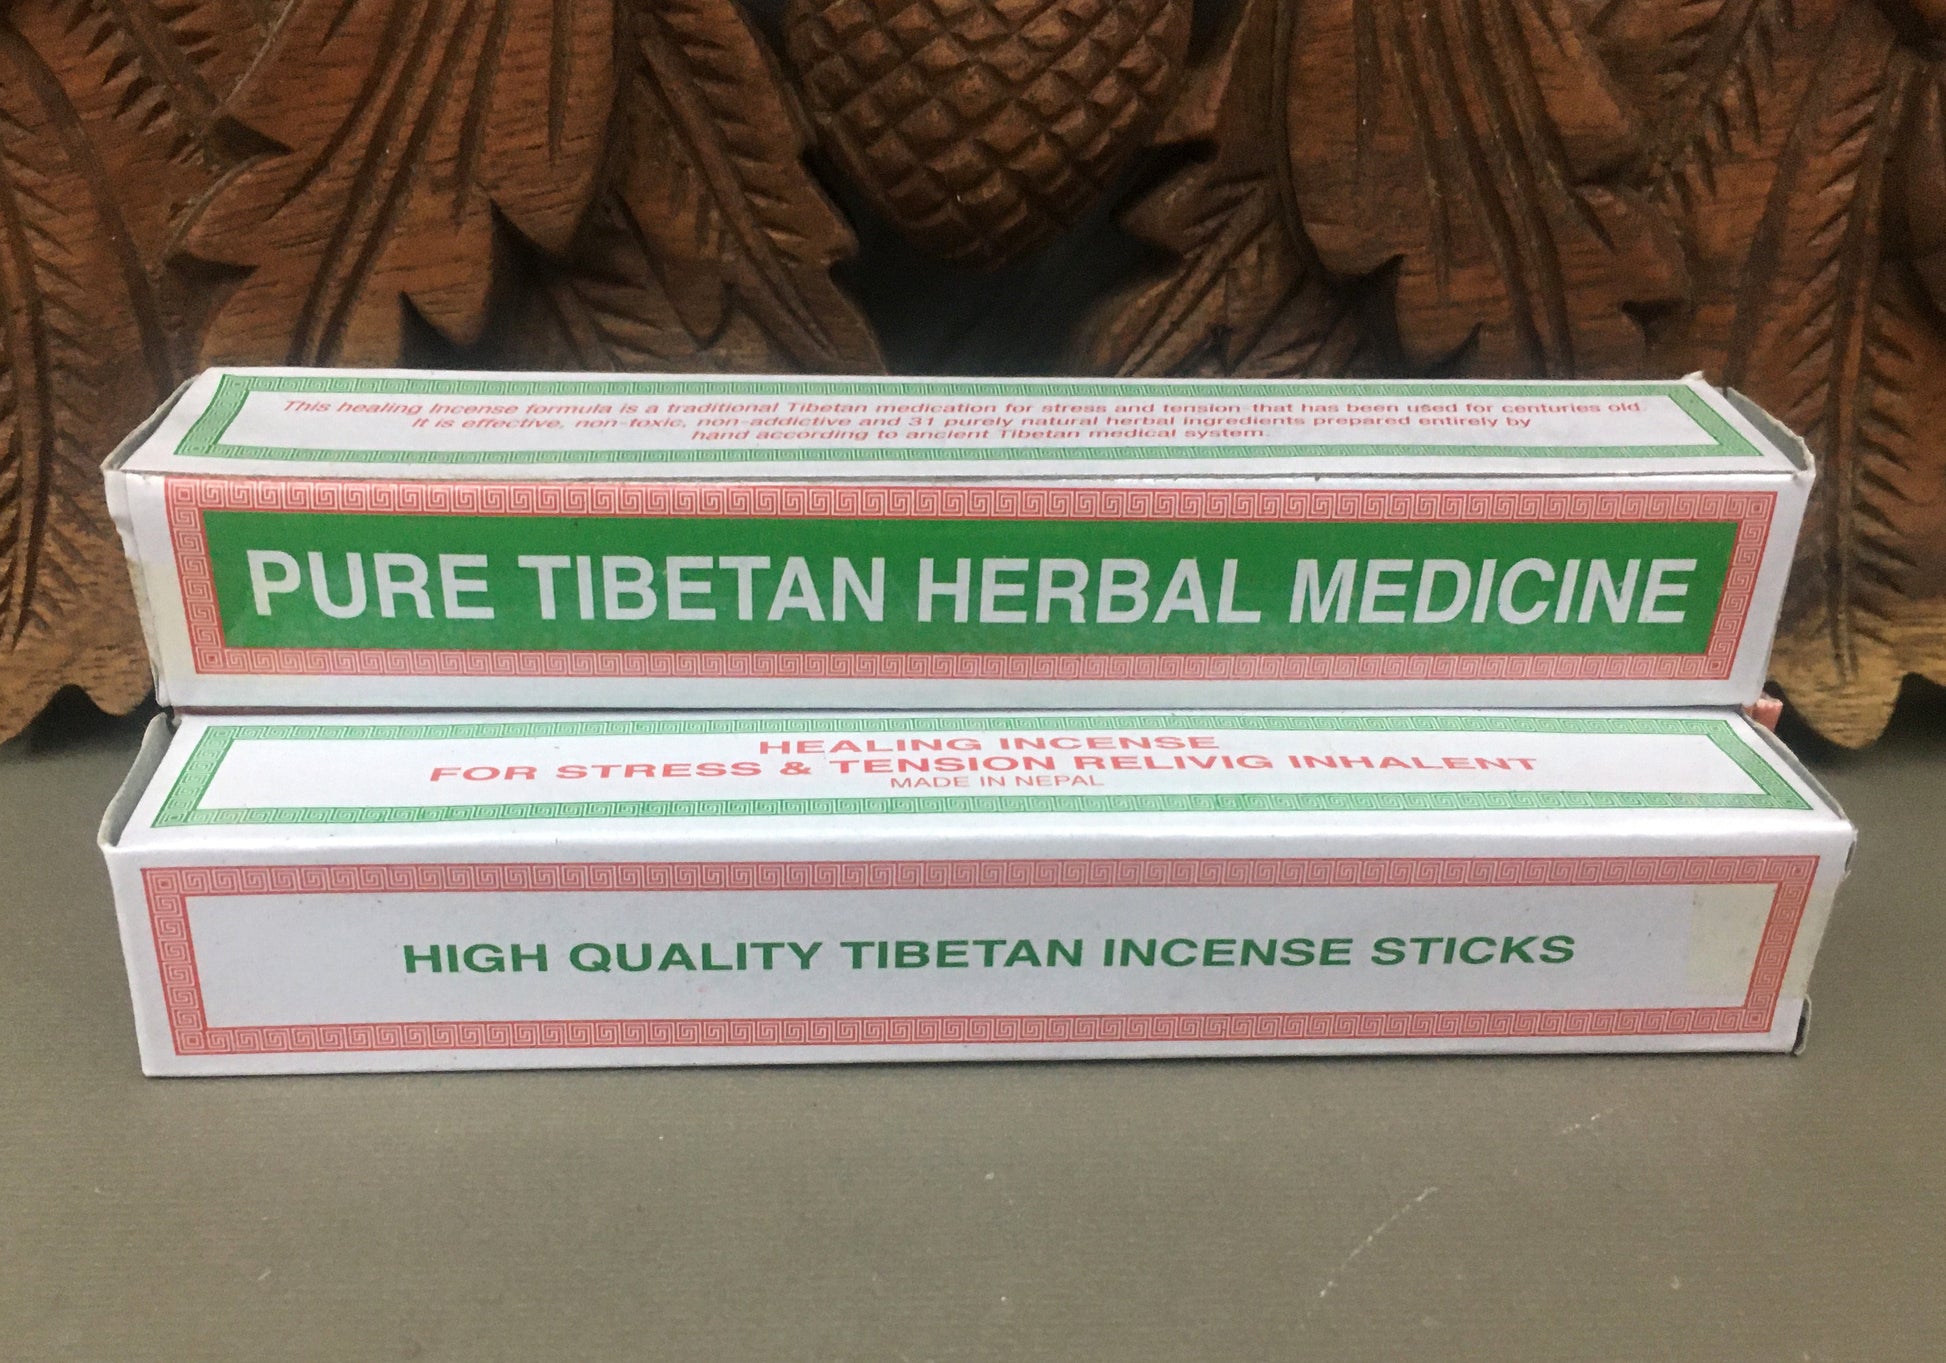 This healing Incense formula is a traditional Tibetan medication for stress and tension that has been used for centuries old.
It is effective, non-toxic, non-addictive and 31 purely natural herbal ingredients prepared entirely by
hand according to ancient Tibetan medical system.
PURE TIBETAN HERBAL MEDICINE
HEALING INCENSE
FOR STRESS & TENSION RELIVIG INHALENT
MADE IN NEPAL
HIGH QUALITY TIBETAN INCENSE STICKS